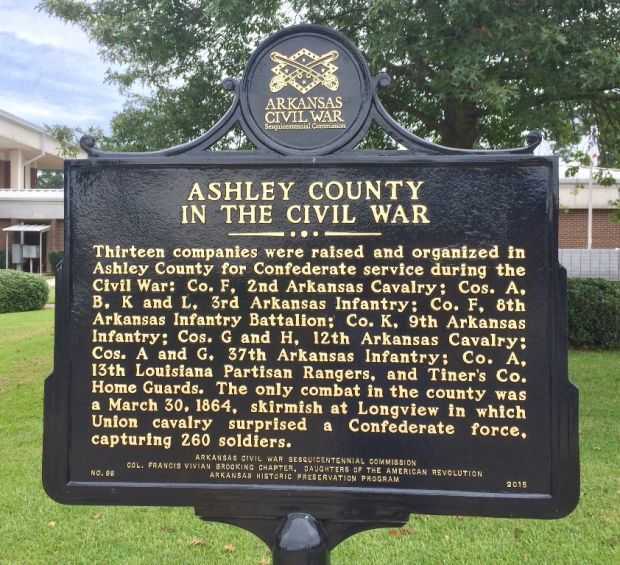 ARKANSAS
CIVIL WAR
Sesquicentennial Commission
ASHLEY COUNTY
IN THE CIVIL WAR
Thirteen companies were raised and organized in
Ashley County for Confederate service during the
Civil War: Co. F, 2nd Arkansas Cavalry; Cos. A,
B, K and L, 3rd Arkansas Infantry; Co. F, 8th
Arkansas Infantry Battalion; Co. K, 9th Arkansas
Infantry; Cos. G and H, 12th Arkansas Cavalry;
Cos. A and G, 37th Arkansas Infantry; Co. A,
13th Louisiana Partisan Rangers, and Tiner's Co.
Home Guards. The only combat in the county was
a March 30, 1864, skirmish at Longview in which
Union cavalry surprised a Confederate force,
capturing 260 soldiers.
ARKANSAS CIVIL WAR SESQUICENTENNIAL COMMISSION
COL. FRANCIS VIVIAN BROOKING CHAPTER, DAUGHTERS OF THE AMERICAN REVOLUTION
ARKANSAS HISTORIC PRESERVATION PROGRAM
NO. 96
2015